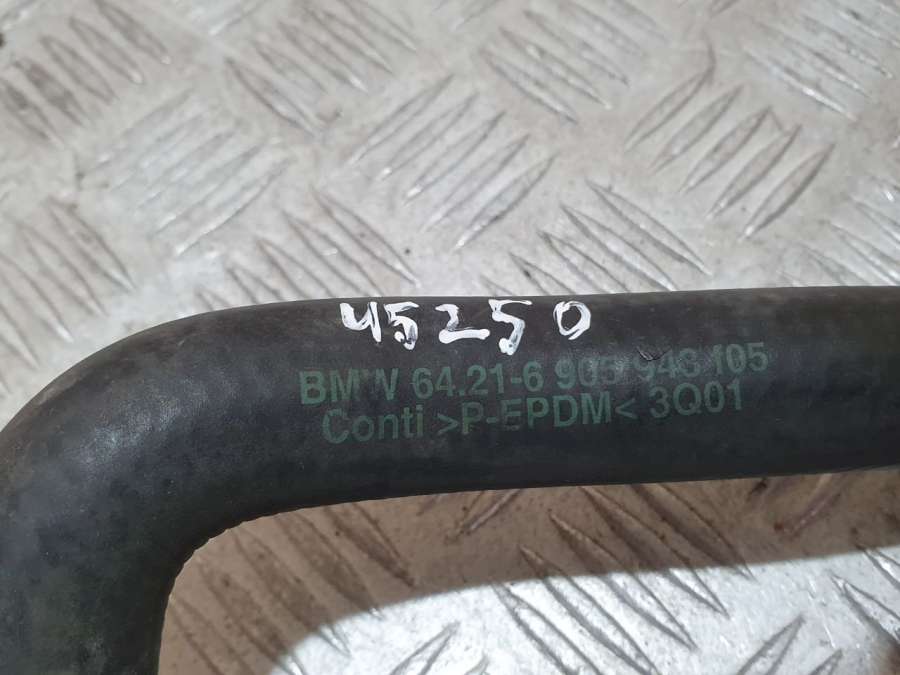 45250
BMW 64.21-6 905 948 105
Conti >P-EPDM< 3Q01